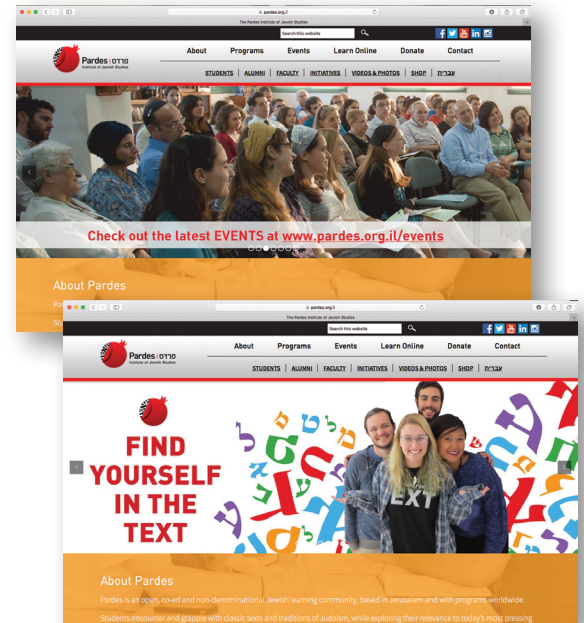 pardes.org.il
The Pardes Institute of Jewish Studies
Search this website
Pardes פרדס
Institute of Jewish Studies
About Programs Events Learn Online Donate Contact
STUDENTS | ALUMNI | FACULTY | INITIATIVES | VIDEOS & PHOTOS | SHOP | עברית
Check out the latest EVENTS at www.pardes.org.il/events
About Pardes
pardes.org.il
The Pardes Institute of Jewish Studies
Search this website
Pardes פרדס
Institute of Jewish Studies
About Programs Events Learn Online Donate Contact
STUDENTS | ALUMNI | FACULTY | INITIATIVES | VIDEOS & PHOTOS | SHOP | עברית
FIND
YOURSELF
IN THE
TEXT
About Pardes
Pardes is an open, co-ed and non-denominational Jewish learning community, based in Jerusalem and with programs worldwide.
Students encounter and grapple with classic texts and traditions of Judaism, while exploring their relevance to today's most pressing